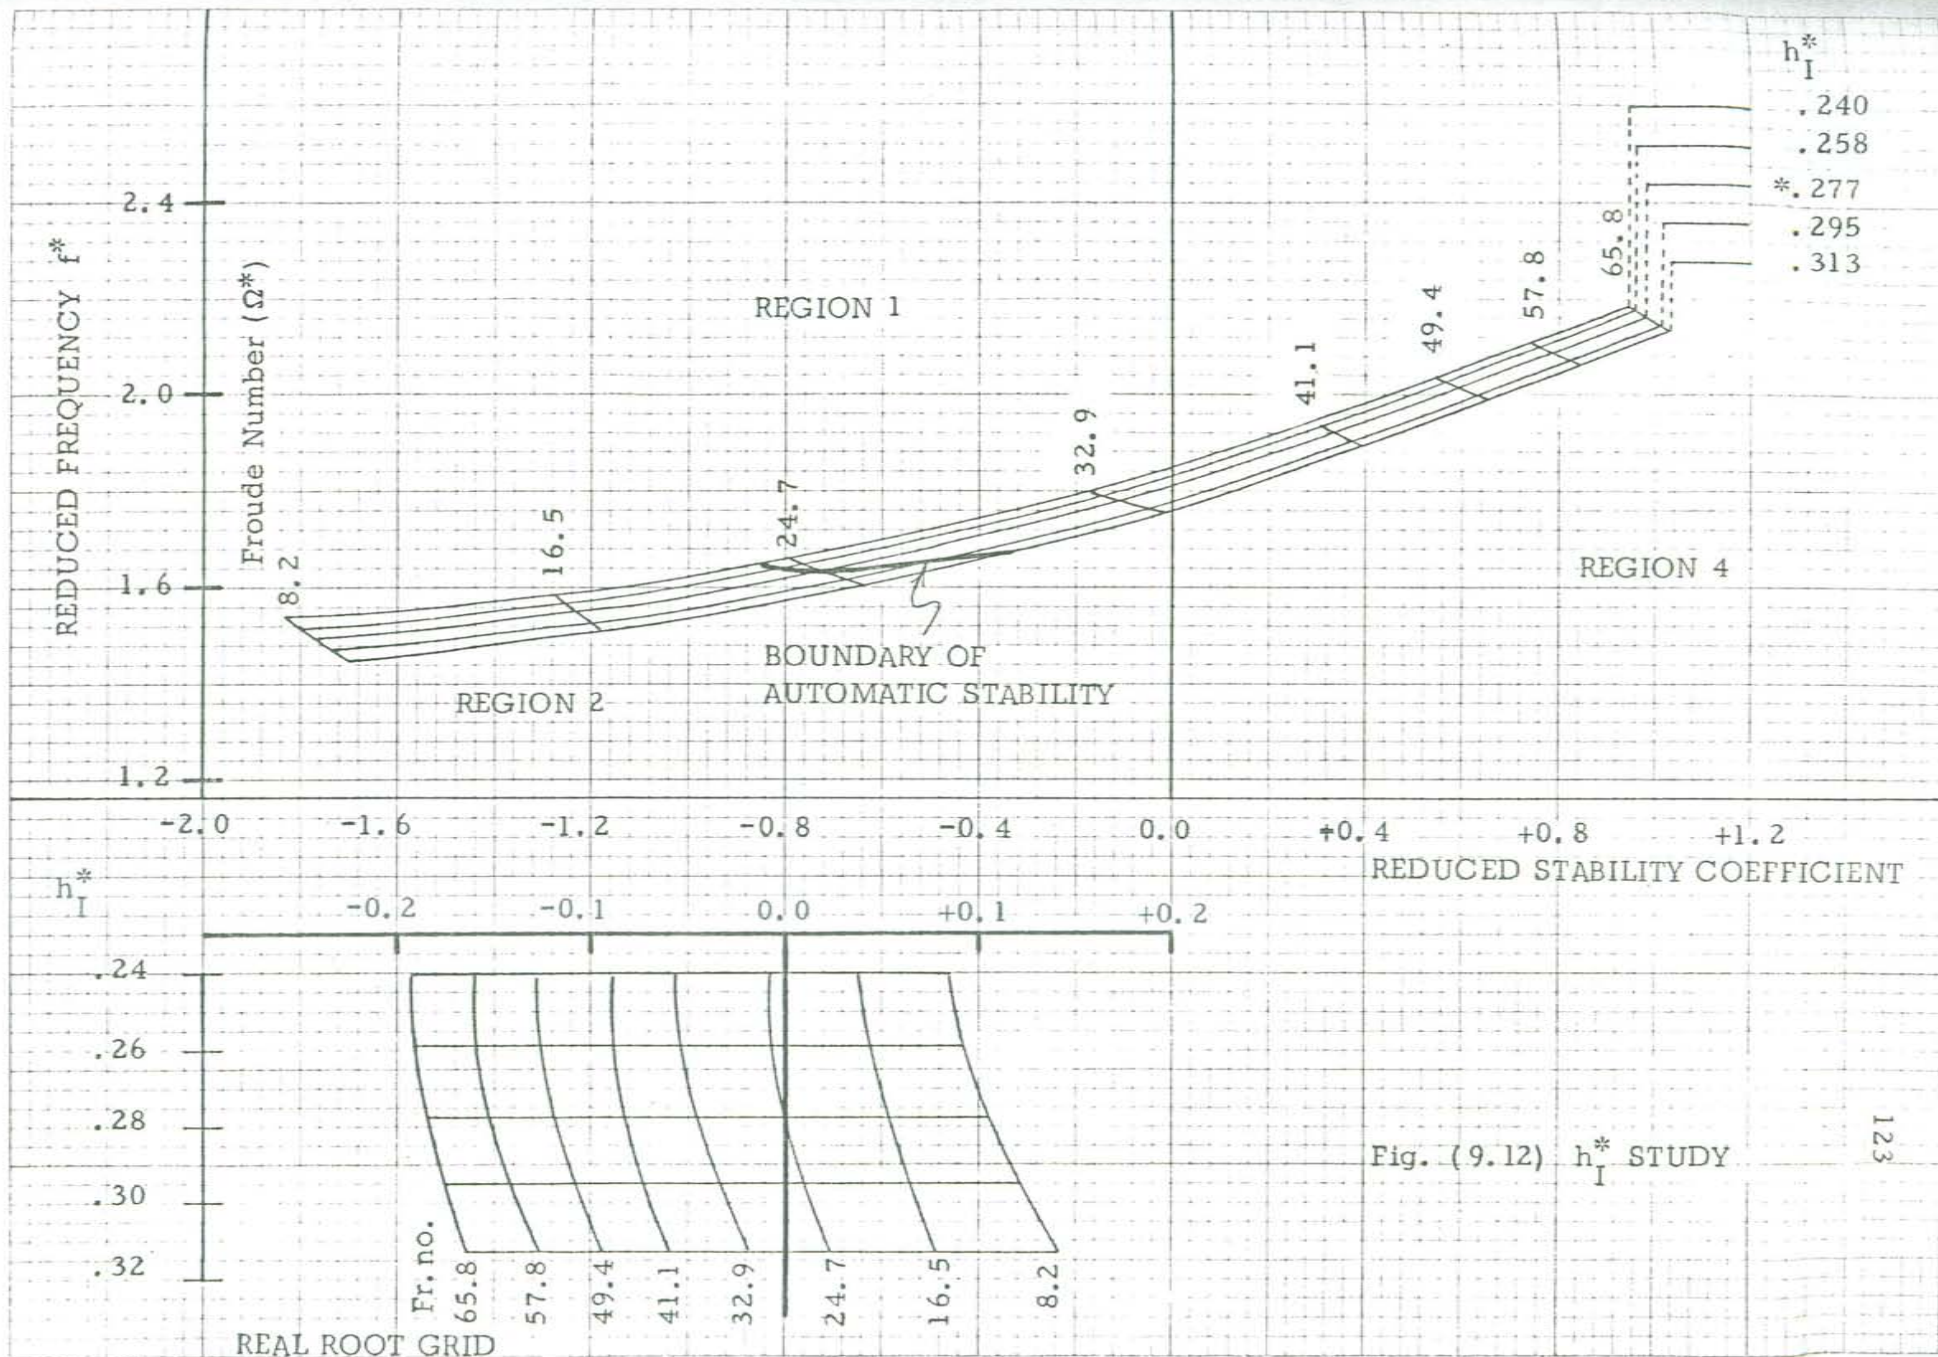 h*I
.240
.258
*.277
.295
.313
REDUCED FREQUENCY f*
2.4
2.0
1.6
1.2
Froude Number (Ω*)
8.2
16.5
24.7
32.9
41.1
49.4
57.8
65.8
REGION 1
REGION 4
BOUNDARY OF
AUTOMATIC STABILITY
REGION 2
-2.0 -1.6 -1.2 -0.8 -0.4 0.0 +0.4 +0.8 +1.2
REDUCED STABILITY COEFFICIENT
h*I
-0.2 -0.1 0.0 +0.1 +0.2
.24
.26
.28
.30
.32
Fr.no.
65.8
57.8
49.4
41.1
32.9
24.7
16.5
8.2
REAL ROOT GRID
Fig. (9.12) h*I STUDY
123